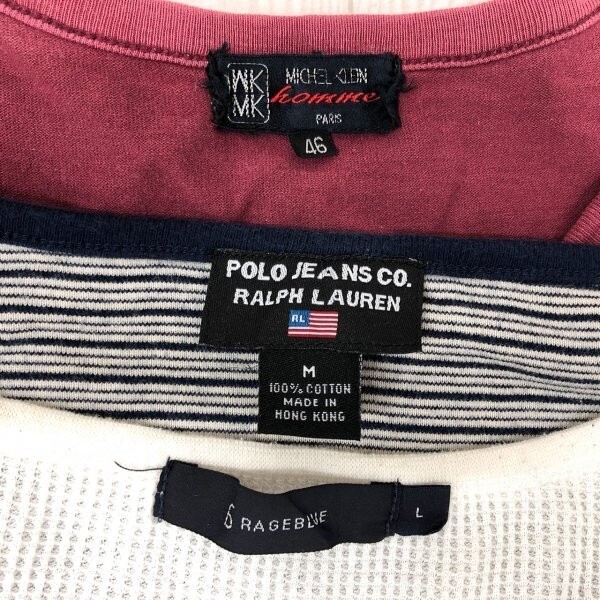 MK
MK
MICHEL KLEIN
homme
PARIS
46
POLO JEANS CO.
RALPH LAUREN
RL
M
100% COTTON
MADE IN
HONG KONG
RAGEBLUE
L